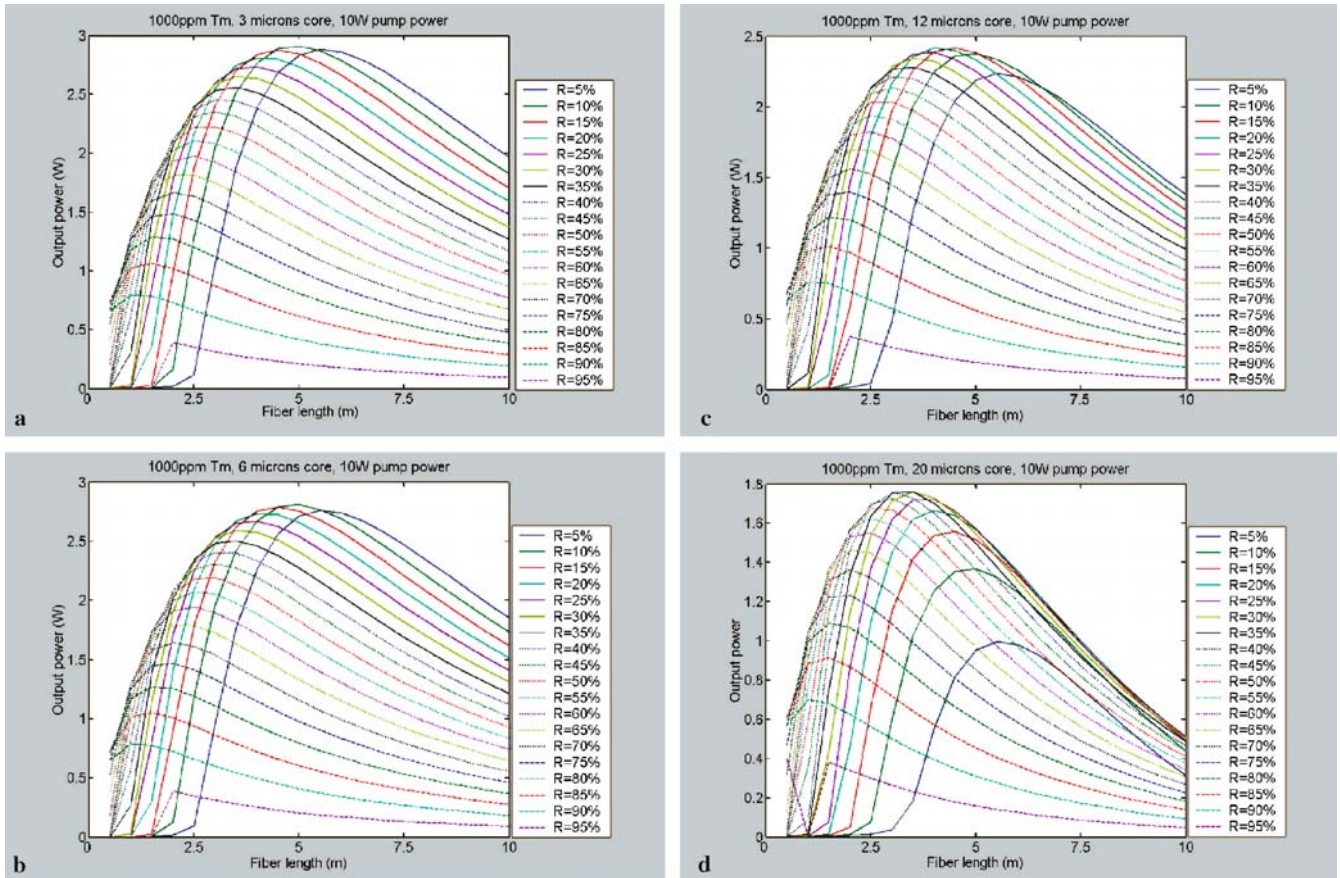 1000ppm Tm, 3 microns core, 10W pump power
Output power (W)
3
2.5
2
1.5
1
0.5
0
0
2.5
5
7.5
10
Fiber length (m)
R=5%
R=10%
R=15%
R=20%
R=25%
R=30%
R=35%
R=40%
R=45%
R=50%
R=55%
R=60%
R=65%
R=70%
R=75%
R=80%
R=85%
R=90%
R=95%
a
1000ppm Tm, 12 microns core, 10W pump power
Output power (W)
2.5
2
1.5
1
0.5
0
0
2.5
5
7.5
10
Fiber length (m)
R=5%
R=10%
R=15%
R=20%
R=25%
R=30%
R=35%
R=40%
R=45%
R=50%
R=55%
R=60%
R=65%
R=70%
R=75%
R=80%
R=85%
R=90%
R=95%
c
1000ppm Tm, 6 microns core, 10W pump power
Output power (W)
3
2.5
2
1.5
1
0.5
0
0
2.5
5
7.5
10
Fiber length (m)
R=5%
R=10%
R=15%
R=20%
R=25%
R=30%
R=35%
R=40%
R=45%
R=50%
R=55%
R=60%
R=65%
R=70%
R=75%
R=80%
R=85%
R=90%
R=95%
b
1000ppm Tm, 20 microns core, 10W pump power
Output power
1.8
1.6
1.4
1.2
1
0.8
0.6
0.4
0.2
0
0
2.5
5
7.5
10
Fiber length (m)
R=5%
R=10%
R=15%
R=20%
R=25%
R=30%
R=35%
R=40%
R=45%
R=50%
R=55%
R=60%
R=65%
R=70%
R=75%
R=80%
R=85%
R=90%
R=95%
d